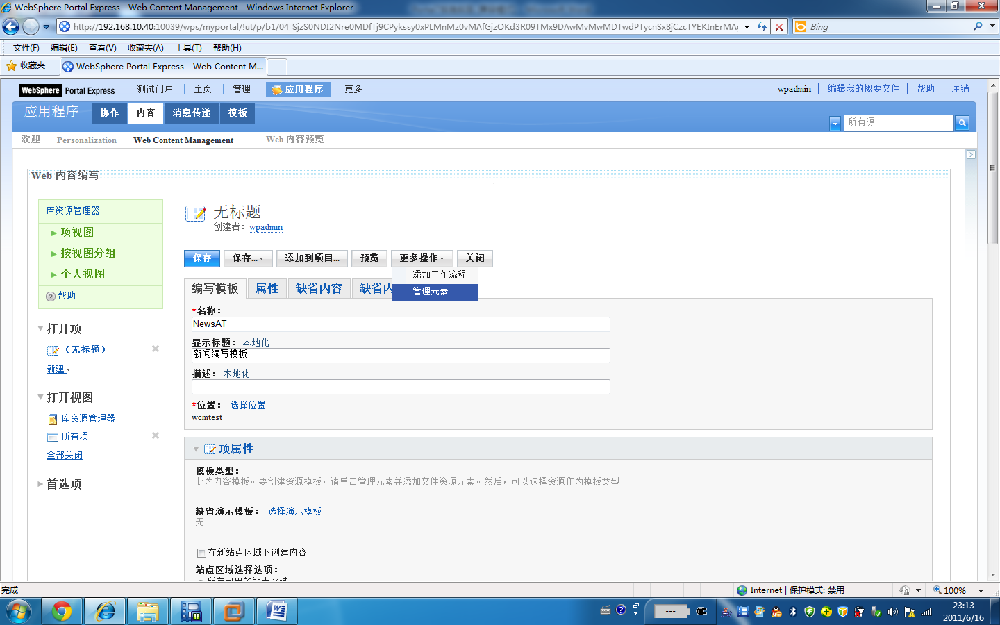 WebSphere Portal Express - Web Content Management - Windows Internet Explorer
http://192.168.10.40:10039/wps/myportal/!ut/p/b1/04_SjzS0NDI2Nre0MDfTj9CPykssy0xPLMnMz0vMAfGjzOKd3R09TMx9DAwMvMwMDTwdPTycnSx8jCzcTYEKInErMA
Bing
文件(F) 编辑(E) 查看(V) 收藏夹(A) 工具(T) 帮助(H)
收藏夹 WebSphere Portal Express - Web Content M...
WebSphere Portal Express 测试门户 主页 管理 应用程序 更多... wpadmin 编辑我的概要文件 帮助 注销
应用程序 协作 内容 消息传递 模板 所有源
欢迎 Personalization Web Content Management Web 内容预览
Web 内容编写
库资源管理器
项视图
按视图分组
个人视图
帮助
打开项
（无标题）
新建
打开视图
库资源管理器
所有项
全部关闭
首选项
无标题
创建者： wpadmin
保存 保存... 添加到项目... 预览 更多操作 关闭
添加工作流程
管理元素
编写模板 属性 缺省内容 缺省内
*名称：
NewsAT
显示标题： 本地化
新闻编写模板
描述： 本地化
*位置： 选择位置
wcmtest
项属性
模板类型：
此为内容模板。要创建资源模板，请单击管理元素并添加文件资源元素。然后，可以选择资源作为模板类型。
缺省演示模板： 选择演示模板
无
在新站点区域下创建内容
站点区域选择选项：
所有可用的站点区域
完成 Internet | 保护模式: 禁用 100%
23:13
2011/6/16